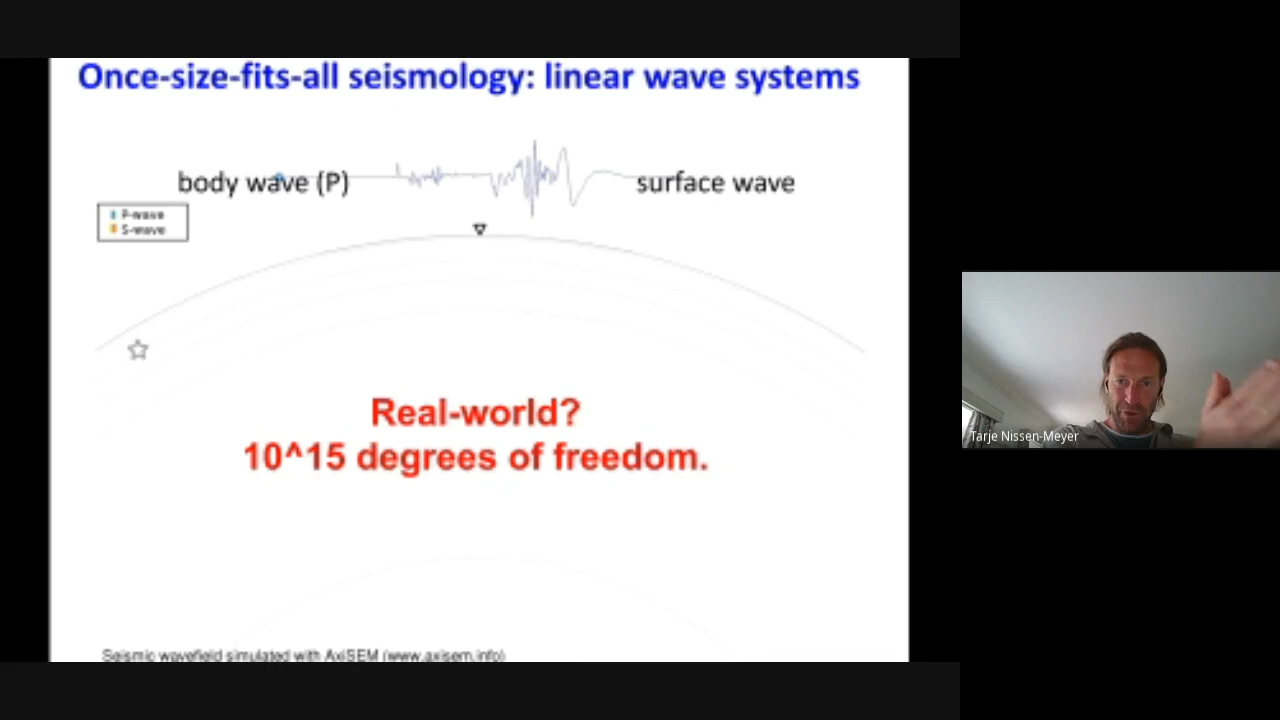 Once-size-fits-all seismology: linear wave systems
body wave (P)
surface wave
P-wave
S-wave
Real-world?
10^15 degrees of freedom.
Seismic wavefield simulated with AxiSEM (www.axisem.info)
Tarje Nissen-Meyer